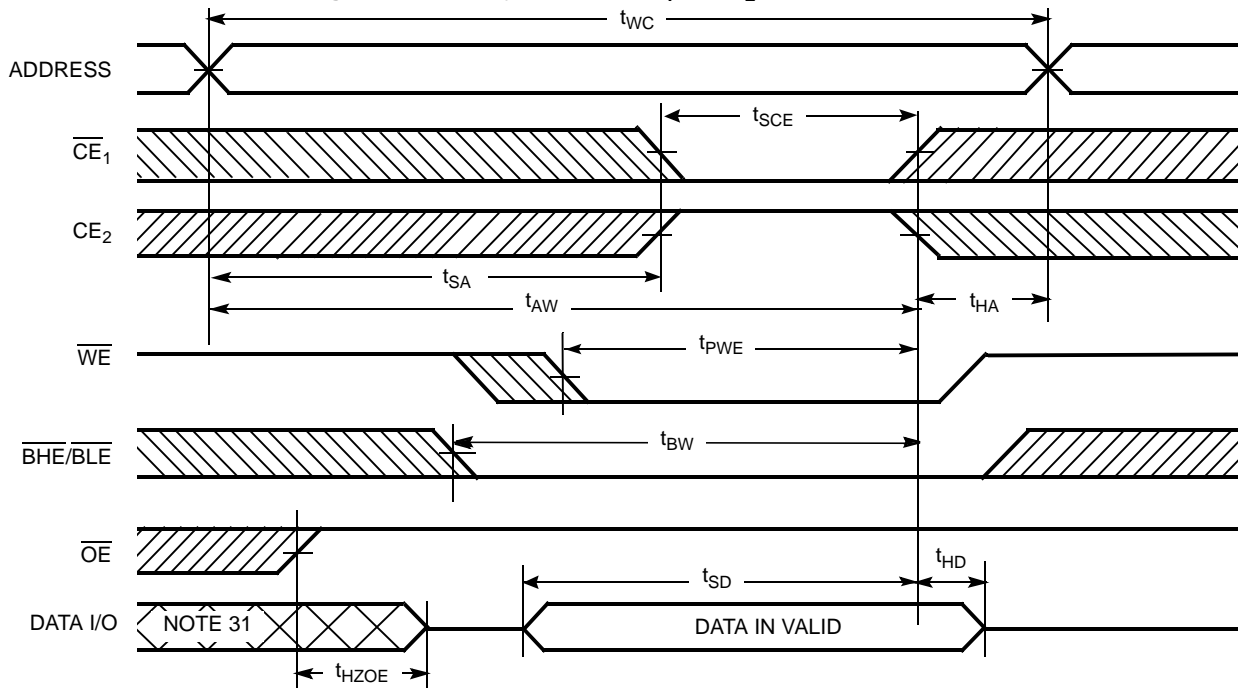 tWC
ADDRESS
tSCE
CE1
CE2
tSA
tAW
tHA
WE
tPWE
BHE/BLE
tBW
OE
tHD
tSD
DATA I/O
NOTE 31
DATA IN VALID
tHZOE